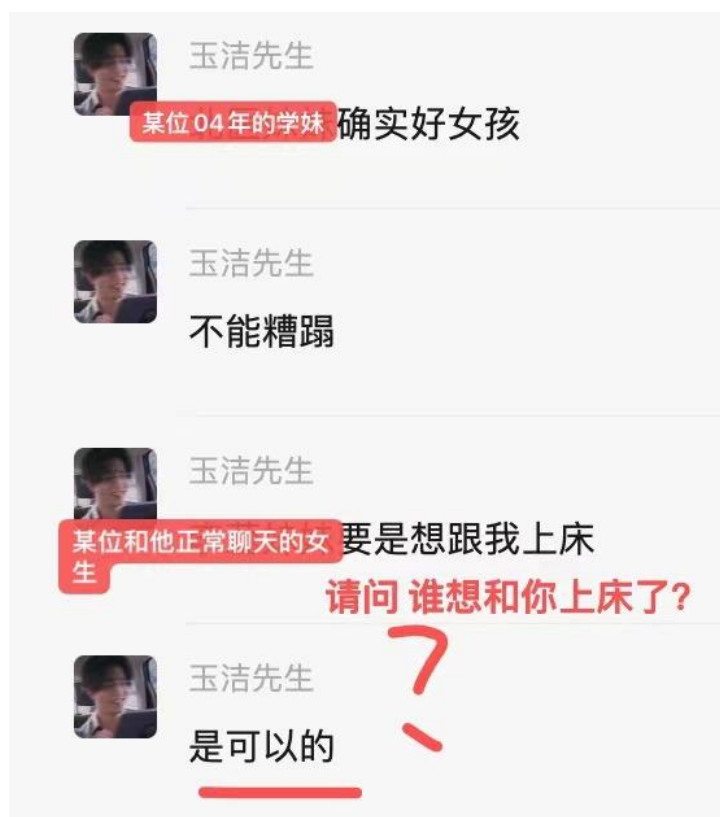 玉洁先生
某位04年的学妹确实好女孩
玉洁先生
不能糟蹋
玉洁先生
某位和他正常聊天的女
生
要是想跟我上床
请问 谁想和你上床了?
玉洁先生
?
是可以的